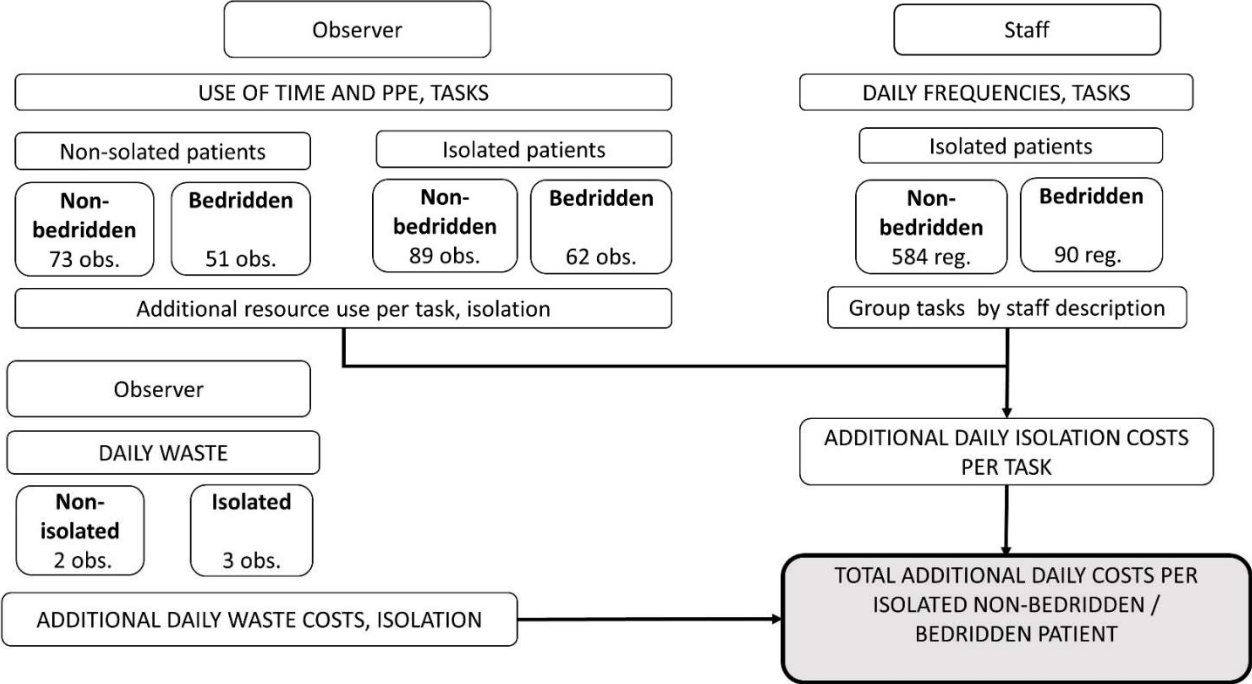 Observer
USE OF TIME AND PPE, TASKS
Non-solated patients
Isolated patients
Non-
bedridden
73 obs.
Bedridden
51 obs.
Non-
bedridden
89 obs.
Bedridden
62 obs.
Additional resource use per task, isolation
Staff
DAILY FREQUENCIES, TASKS
Isolated patients
Non-
bedridden
584 reg.
Bedridden
90 reg.
Group tasks by staff description
Observer
DAILY WASTE
Non-
isolated
2 obs.
Isolated
3 obs.
ADDITIONAL DAILY WASTE COSTS, ISOLATION
ADDITIONAL DAILY ISOLATION COSTS
PER TASK
TOTAL ADDITIONAL DAILY COSTS PER
ISOLATED NON-BEDRIDDEN /
BEDRIDDEN PATIENT